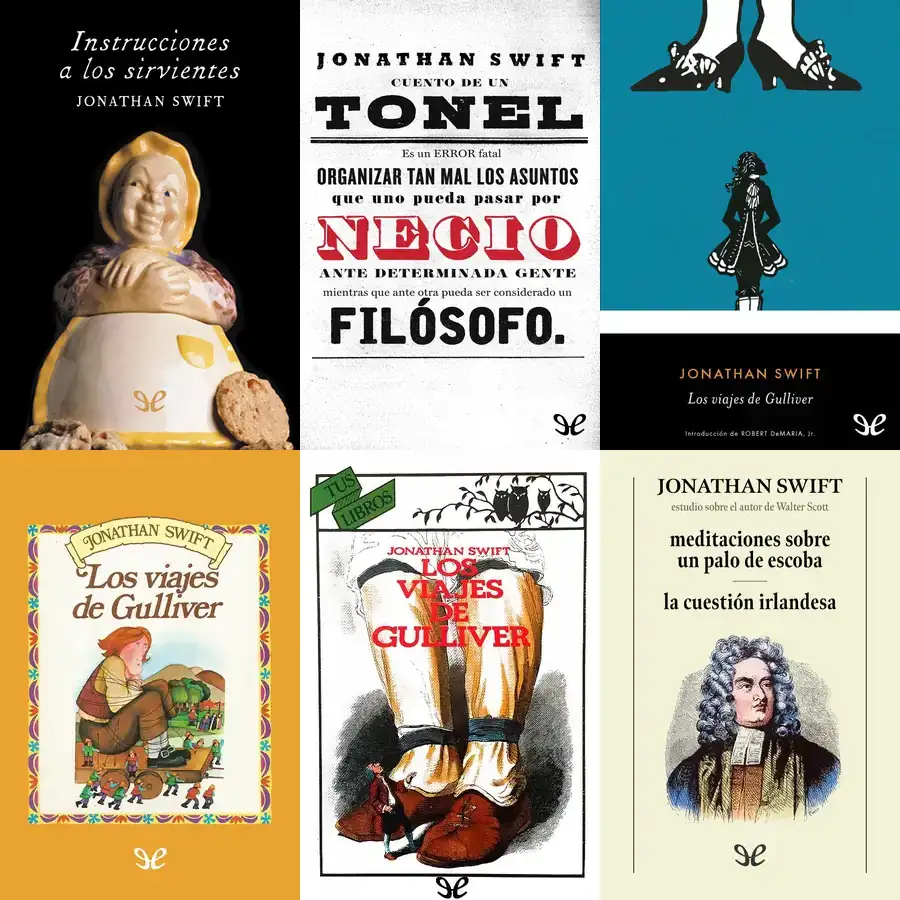 Instrucciones
a los sirvientes
JONATHAN SWIFT
JONATHAN SWIFT
CUENTO DE UN
TONEL
Es un ERROR fatal
ORGANIZAR TAN MAL LOS ASUNTOS
que uno pueda pasar por
NECIO
ANTE DETERMINADA GENTE
mientras que ante otra pueda ser considerado un
FILÓSOFO.
JONATHAN SWIFT
Los viajes de Gulliver
Introducción de ROBERT DeMARIA, Jr.
JONATHAN SWIFT
Los viajes
de Gulliver
TUS
LIBROS
JONATHAN SWIFT
LOS
VIAJES
DE
GULLIVER
JONATHAN SWIFT
estudio sobre el autor de Walter Scott
meditaciones sobre
un palo de escoba
la cuestión irlandesa